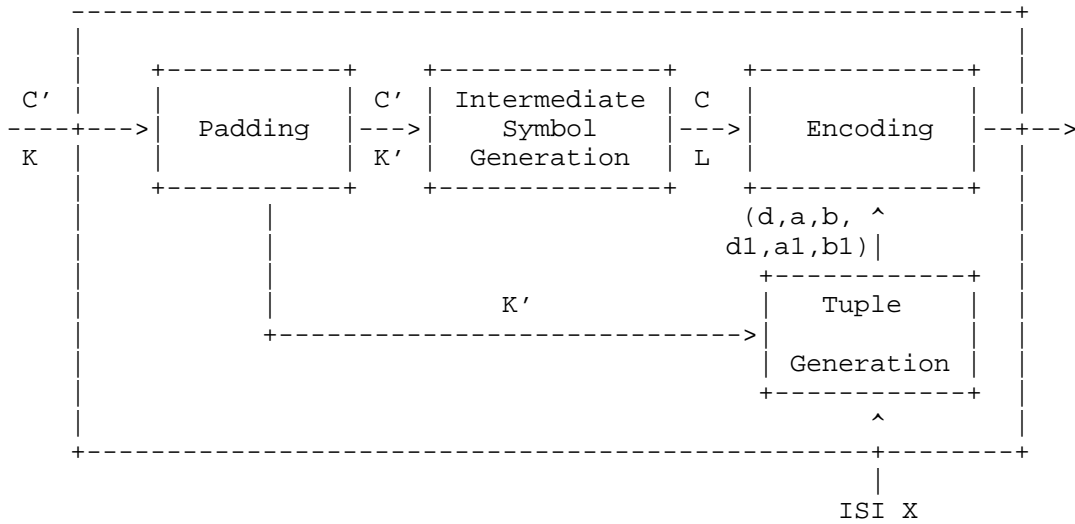 C' C' Intermediate C
Padding Symbol Encoding
K K' Generation L
(d,a,b,
d1,a1,b1)
K' Tuple
Generation
ISI X